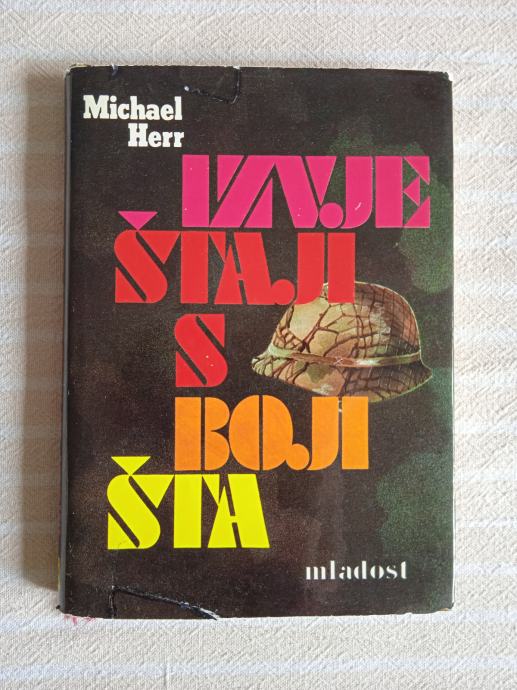 Michael
Herr
IZVJE
ŠTAJI
S
BOJI
ŠTA
mladost